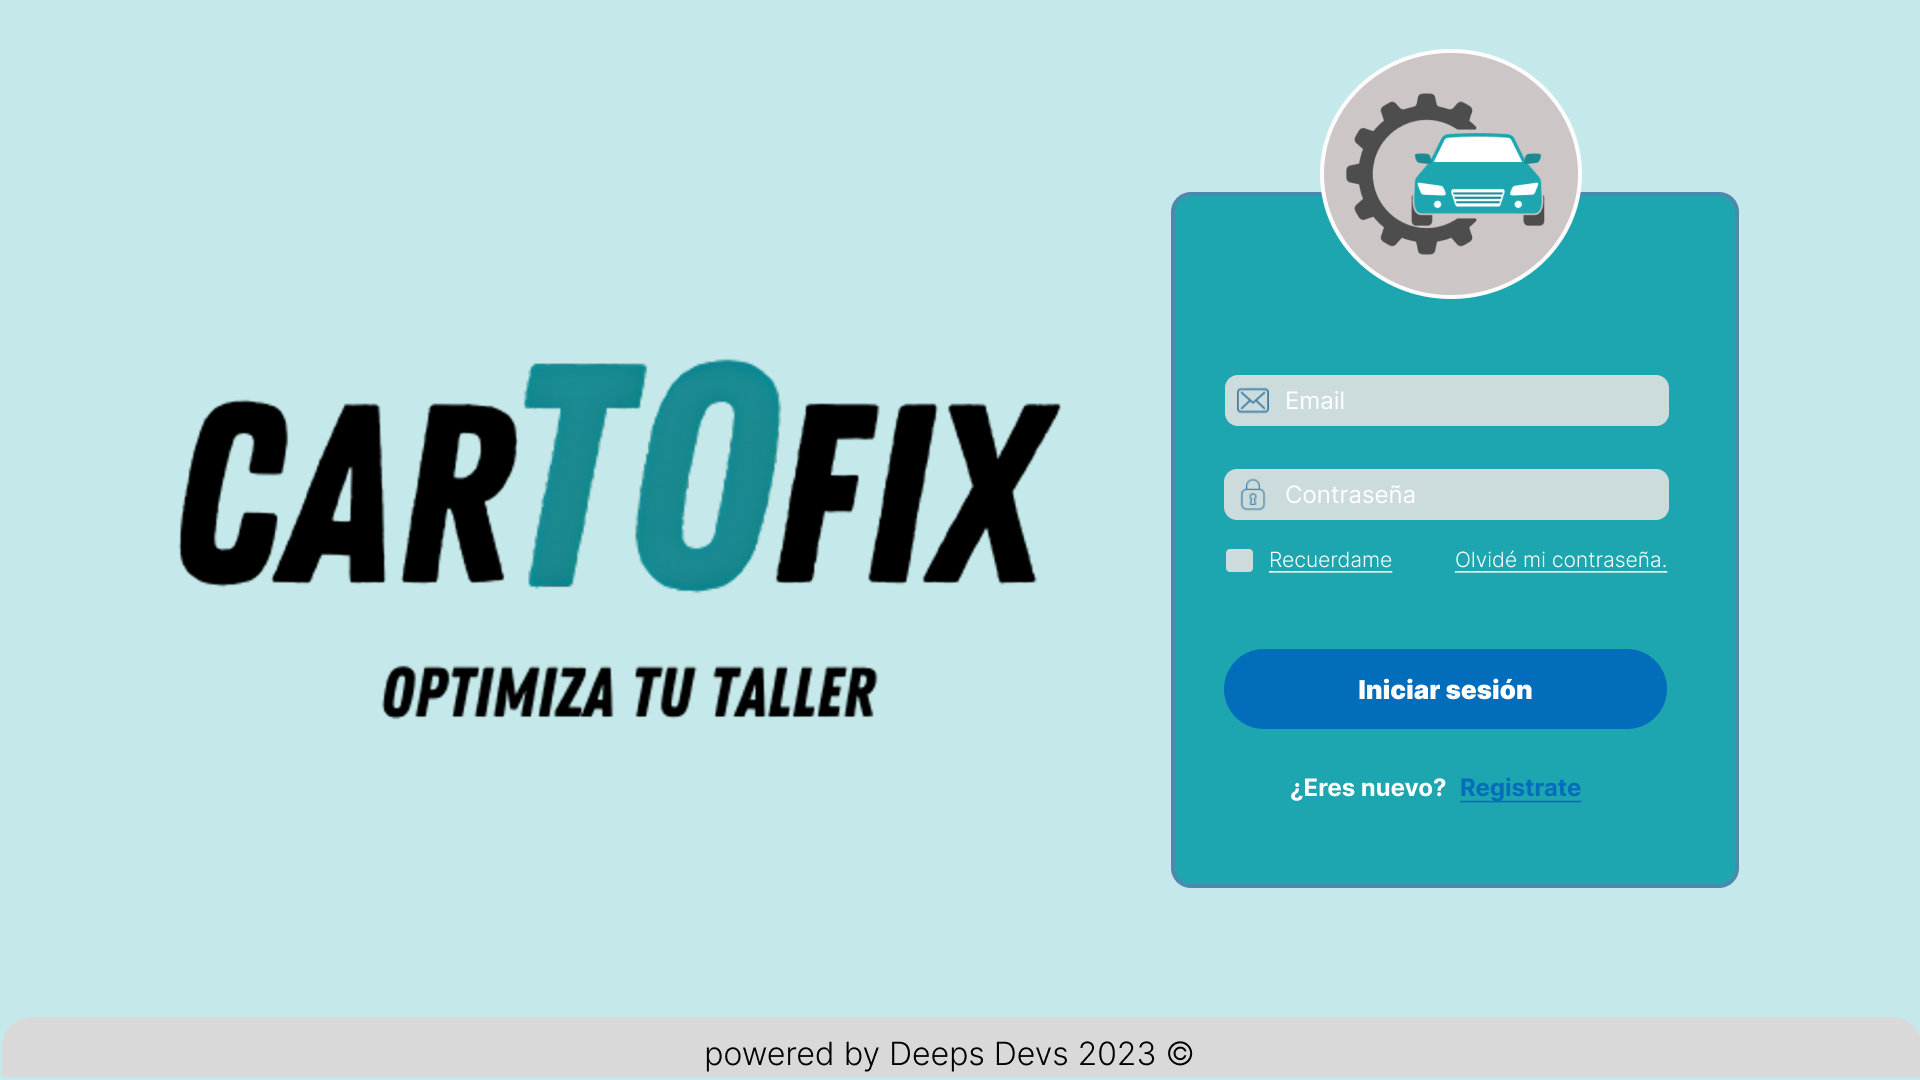 CARTOFIX
OPTIMIZA TU TALLER
Email
Contraseña
Recuerdame
Olvidé mi contraseña.
Iniciar sesión
¿Eres nuevo? Registrate
powered by Deeps Devs 2023 ©